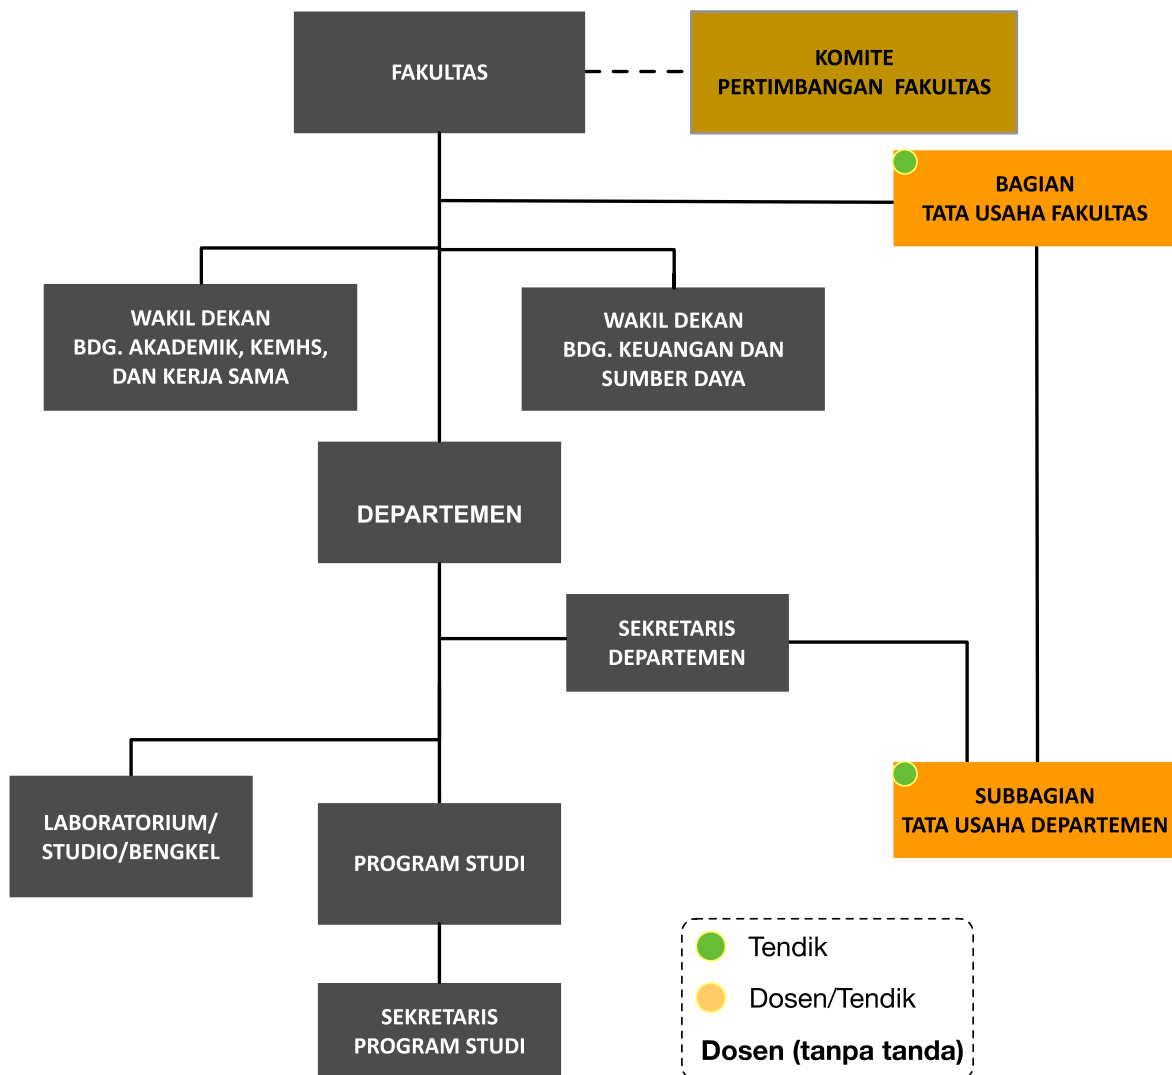 FAKULTAS
KOMITE
PERTIMBANGAN FAKULTAS
BAGIAN
TATA USAHA FAKULTAS
WAKIL DEKAN
BDG. AKADEMIK, KEMHS,
DAN KERJA SAMA
WAKIL DEKAN
BDG. KEUANGAN DAN
SUMBER DAYA
DEPARTEMEN
SEKRETARIS
DEPARTEMEN
LABORATORIUM/
STUDIO/BENGKEL
PROGRAM STUDI
SUBBAGIAN
TATA USAHA DEPARTEMEN
SEKRETARIS
PROGRAM STUDI
Tendik
Dosen/Tendik
Dosen (tanpa tanda)